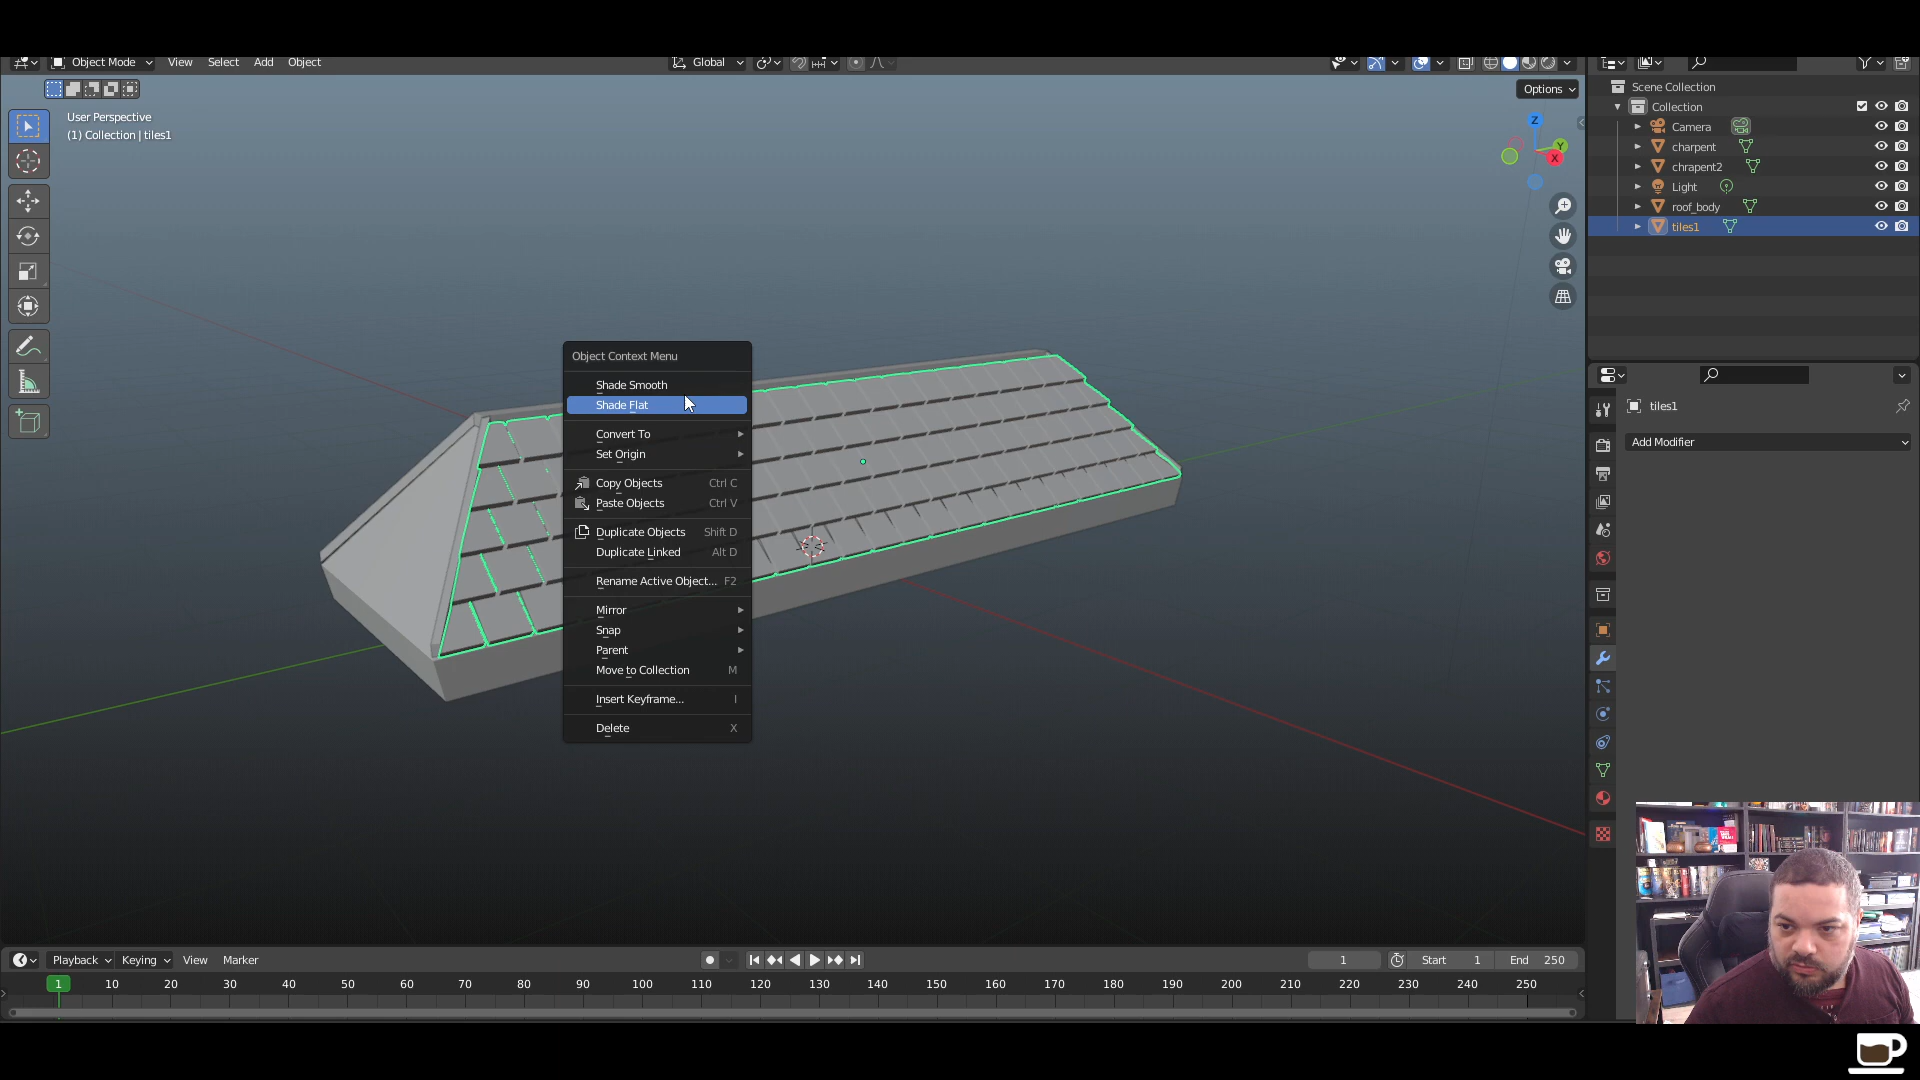 Object Mode
View
Select
Add
Object
Global
Options
User Perspective
(1) Collection | tiles1
Z
Y
X
Object Context Menu
Shade Smooth
Shade Flat
Convert To
Set Origin
Copy Objects Ctrl C
Paste Objects Ctrl V
Duplicate Objects Shift D
Duplicate Linked Alt D
Rename Active Object... F2
Mirror
Snap
Parent
Move to Collection M
Insert Keyframe... I
Delete X
Scene Collection
Collection
Camera
charpent
chrapent2
Light
roof_body
tiles1
tiles1
Add Modifier
Playback
Keying
View
Marker
1
Start 1
End 250
1 10 20 30 40 50 60 70 80 90 100 110 120 130 140 150 160 170 180 190 200 210 220 230 240 250